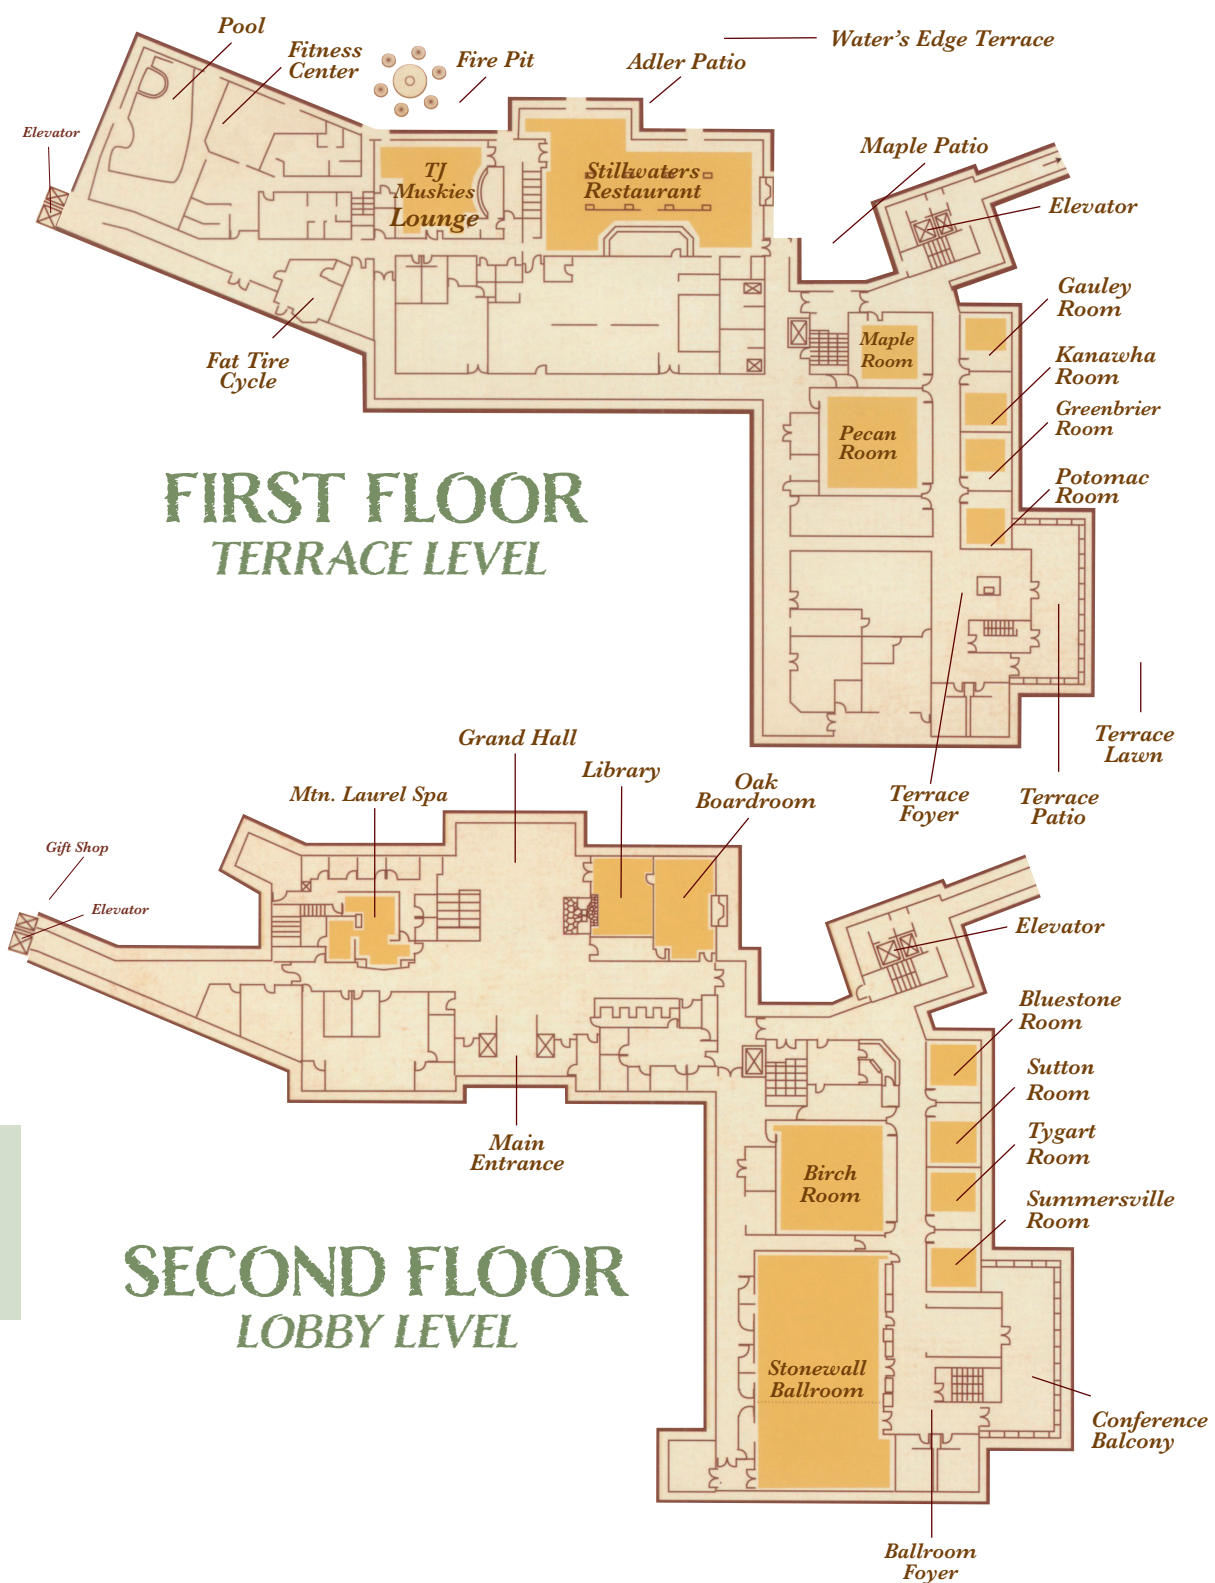 Pool
Fitness
Center
Fire Pit
Water's Edge Terrace
Adler Patio
Elevator
Maple Patio
Elevator
TJ
Muskies
Lounge
Stillwaters
Restaurant
Gauley
Room
Maple
Room
Kanawha
Room
Fat Tire
Cycle
Greenbrier
Room
Pecan
Room
Potomac
Room
FIRST FLOOR
TERRACE LEVEL
Terrace
Lawn
Terrace
Foyer
Terrace
Patio
Grand Hall
Library
Oak
Boardroom
Mtn. Laurel Spa
Gift Shop
Elevator
Elevator
Bluestone
Room
Sutton
Room
Tygart
Room
Main
Entrance
Birch
Room
Summersville
Room
SECOND FLOOR
LOBBY LEVEL
Stonewall
Ballroom
Conference
Balcony
Ballroom
Foyer